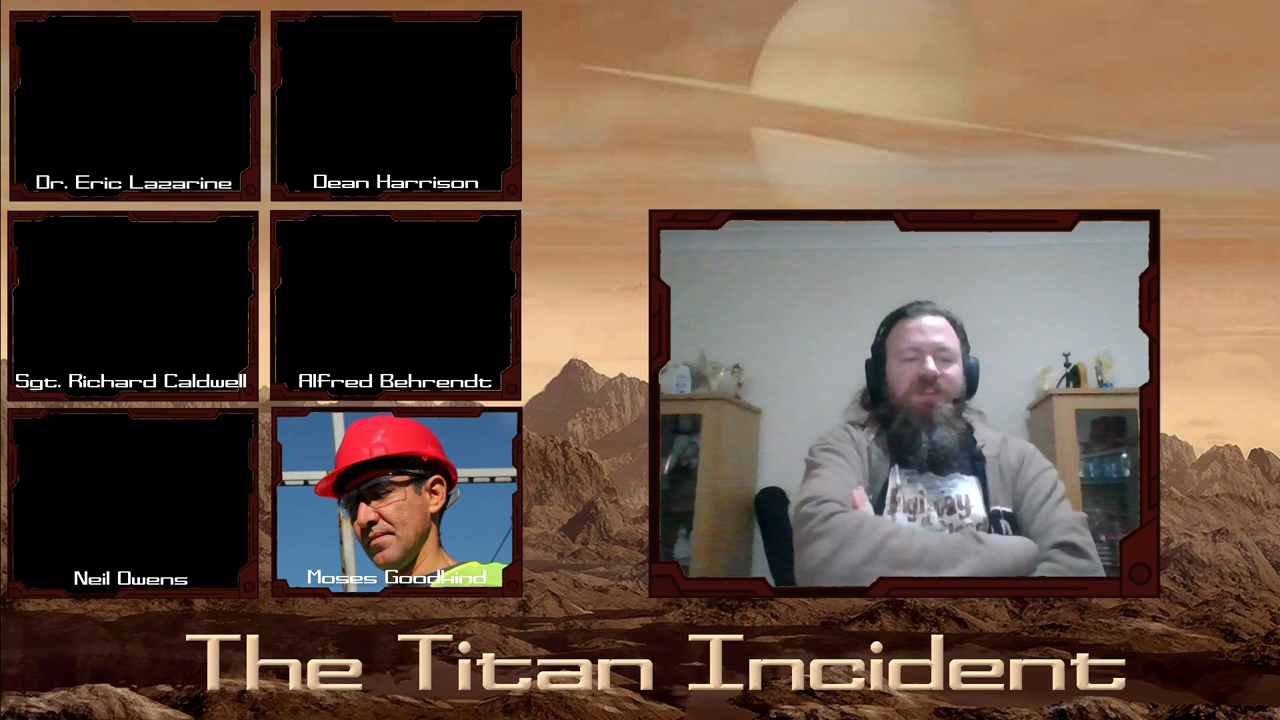 Dr. Eric Lazarine
Dean Harrison
Sgt. Richard Caldwell
Alfred Behrendt
Neil Owens
Moses Goodkind
The Titan Incident